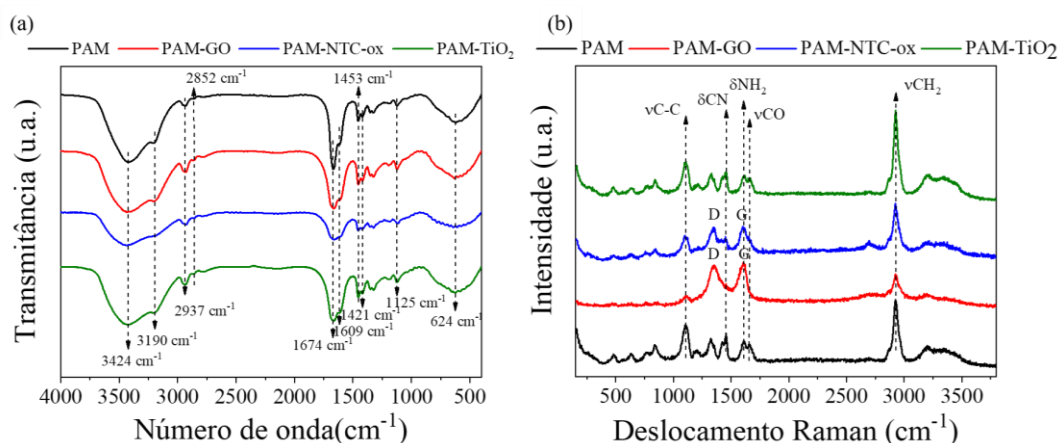 (a)
PAM PAM-GO PAM-NTC-ox PAM-TiO₂
2852 cm⁻¹
1453 cm⁻¹
Transmitância (u.a.)
3424 cm⁻¹
3190 cm⁻¹
2937 cm⁻¹
1674 cm⁻¹
1609 cm⁻¹
1421 cm⁻¹
1125 cm⁻¹
624 cm⁻¹
4000 3500 3000 2500 2000 1500 1000 500
Número de onda(cm⁻¹)
(b)
PAM PAM-GO PAM-NTC-ox PAM-TiO2
νC-C
δCN
δNH₂
νCO
νCH₂
Intensidade (u.a.)
D G
D G
500 1000 1500 2000 2500 3000 3500
Deslocamento Raman (cm⁻¹)